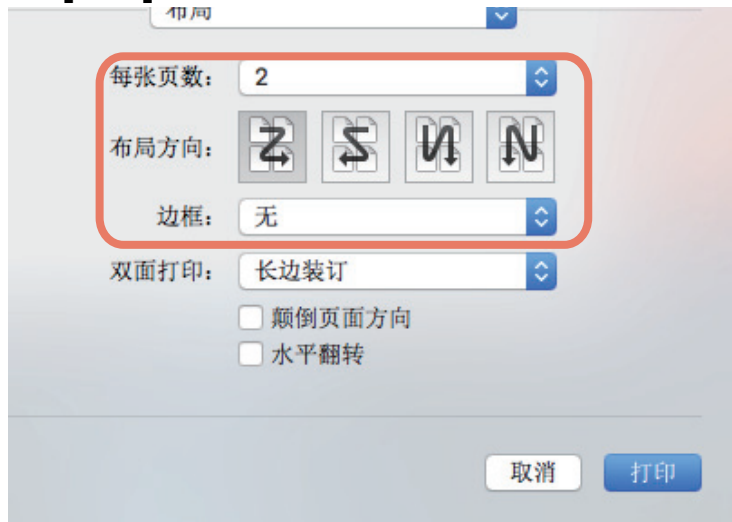 布局
每张页数： 2
布局方向：
边框： 无
双面打印： 长边装订
颠倒页面方向
水平翻转
取消 打印